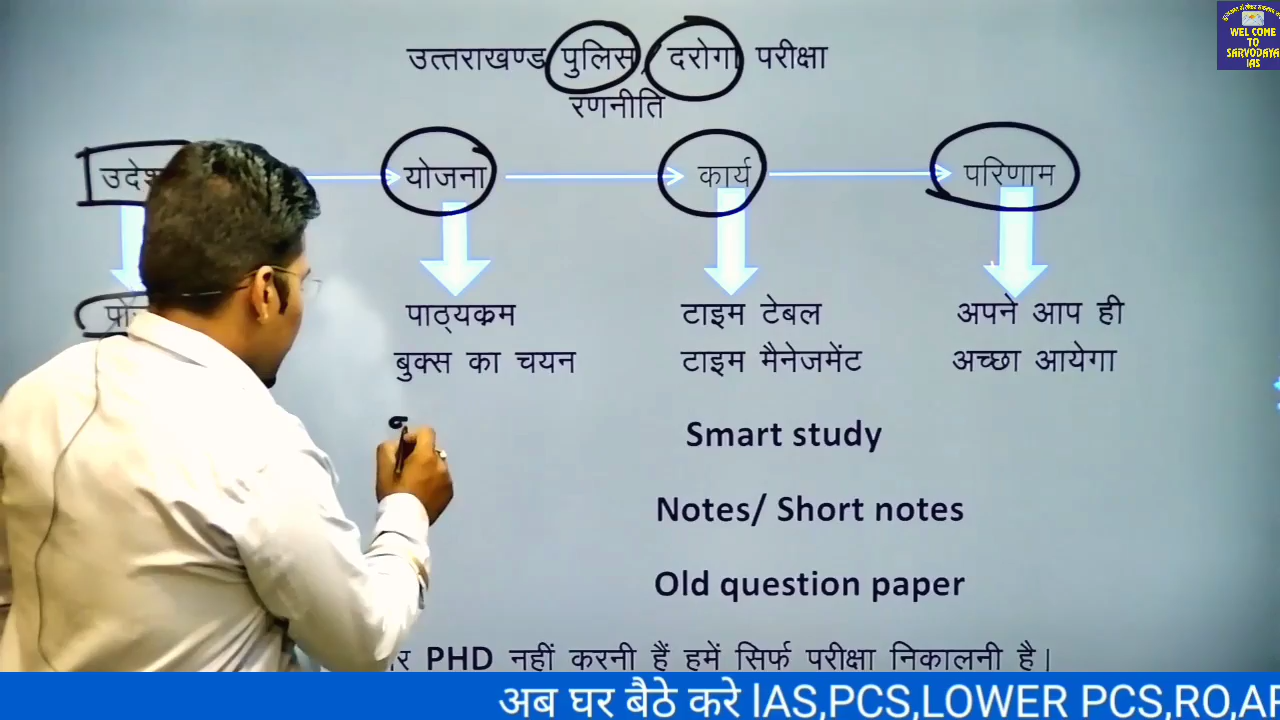 उत्तराखण्ड पुलिस / दरोगा परीक्षा
रणनीति
योजना कार्य परिणाम
पाठ्यक्रम टाइम टेबल अपने आप ही
बुक्स का चयन टाइम मैनेजमेंट अच्छा आयेगा
Smart study
Notes/ Short notes
Old question paper
PHD नहीं करनी हैं हमें सिर्फ परीक्षा निकालनी है।
अब घर बैठे करे IAS,PCS,LOWER PCS,RO,
WEL COME
TO
SARVODAYA
IAS